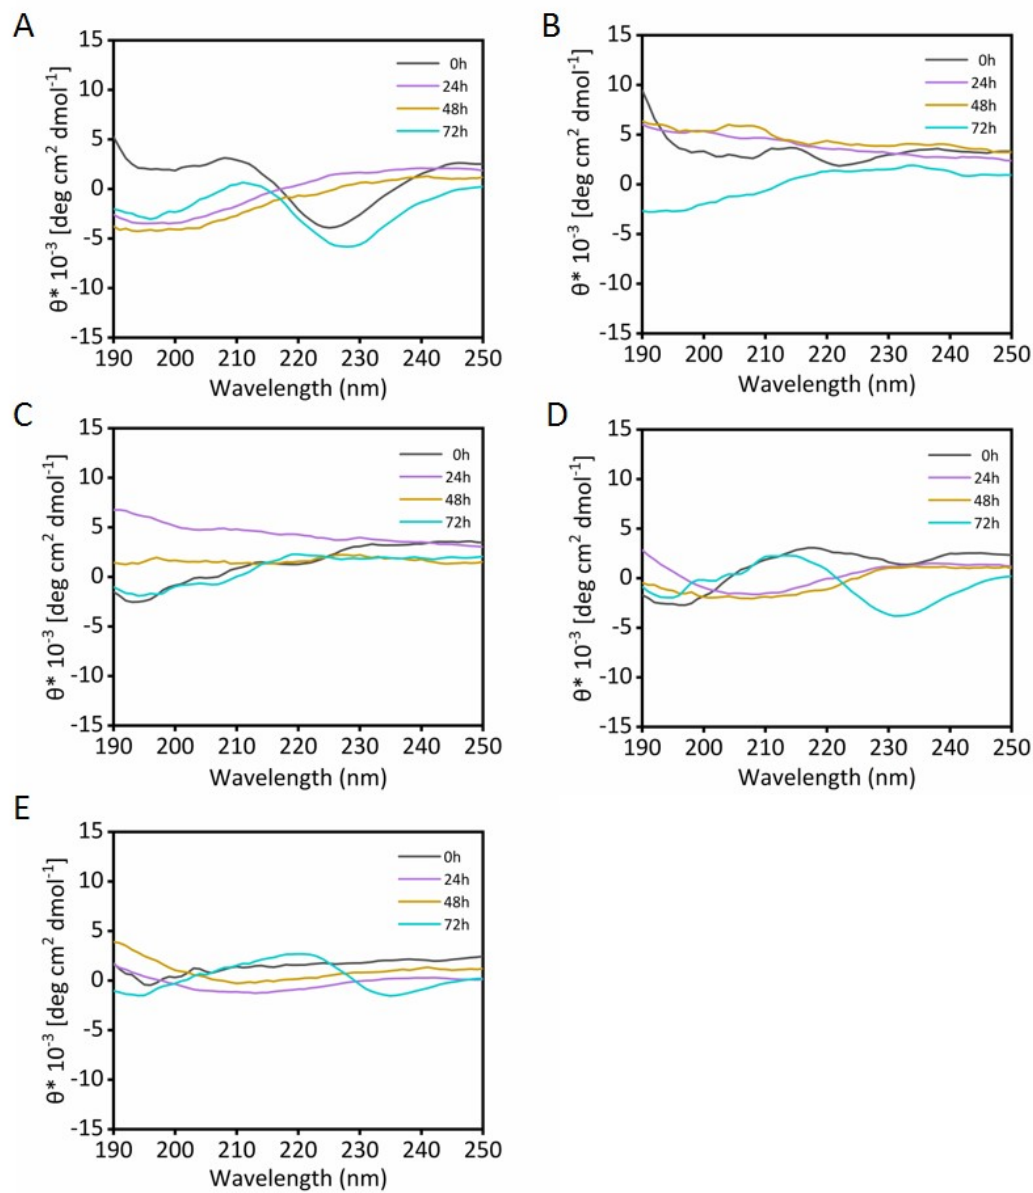 A
θ* 10⁻³ [deg cm² dmol⁻¹]
15
10
5
0
-5
-10
-15
0h
24h
48h
72h
190 200 210 220 230 240 250
Wavelength (nm)
B
θ* 10⁻³ [deg cm² dmol⁻¹]
15
10
5
0
-5
-10
-15
0h
24h
48h
72h
190 200 210 220 230 240 250
Wavelength (nm)
C
θ* 10⁻³ [deg cm² dmol⁻¹]
15
10
5
0
-5
-10
-15
0h
24h
48h
72h
190 200 210 220 230 240 250
Wavelength (nm)
D
θ* 10⁻³ [deg cm² dmol⁻¹]
15
10
5
0
-5
-10
-15
0h
24h
48h
72h
190 200 210 220 230 240 250
Wavelength (nm)
E
θ* 10⁻³ [deg cm² dmol⁻¹]
15
10
5
0
-5
-10
-15
0h
24h
48h
72h
190 200 210 220 230 240 250
Wavelength (nm)